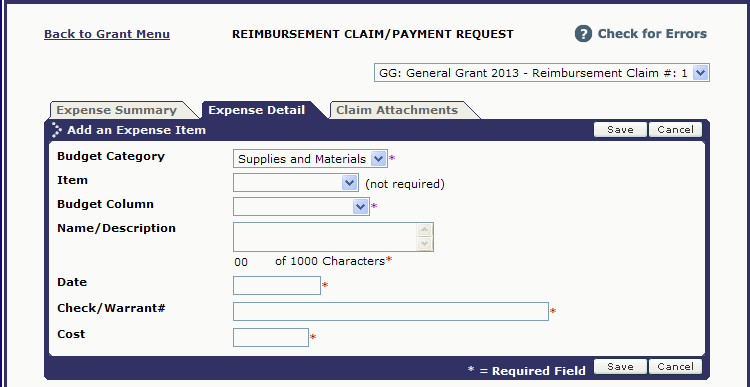 Back to Grant Menu REIMBURSEMENT CLAIM/PAYMENT REQUEST ? Check for Errors
GG: General Grant 2013 - Reimbursement Claim #: 1
Expense Summary Expense Detail Claim Attachments
Add an Expense Item Save Cancel
Budget Category Supplies and Materials *
Item (not required)
Budget Column *
Name/Description
00 of 1000 Characters*
Date *
Check/Warrant# *
Cost *
* = Required Field Save Cancel